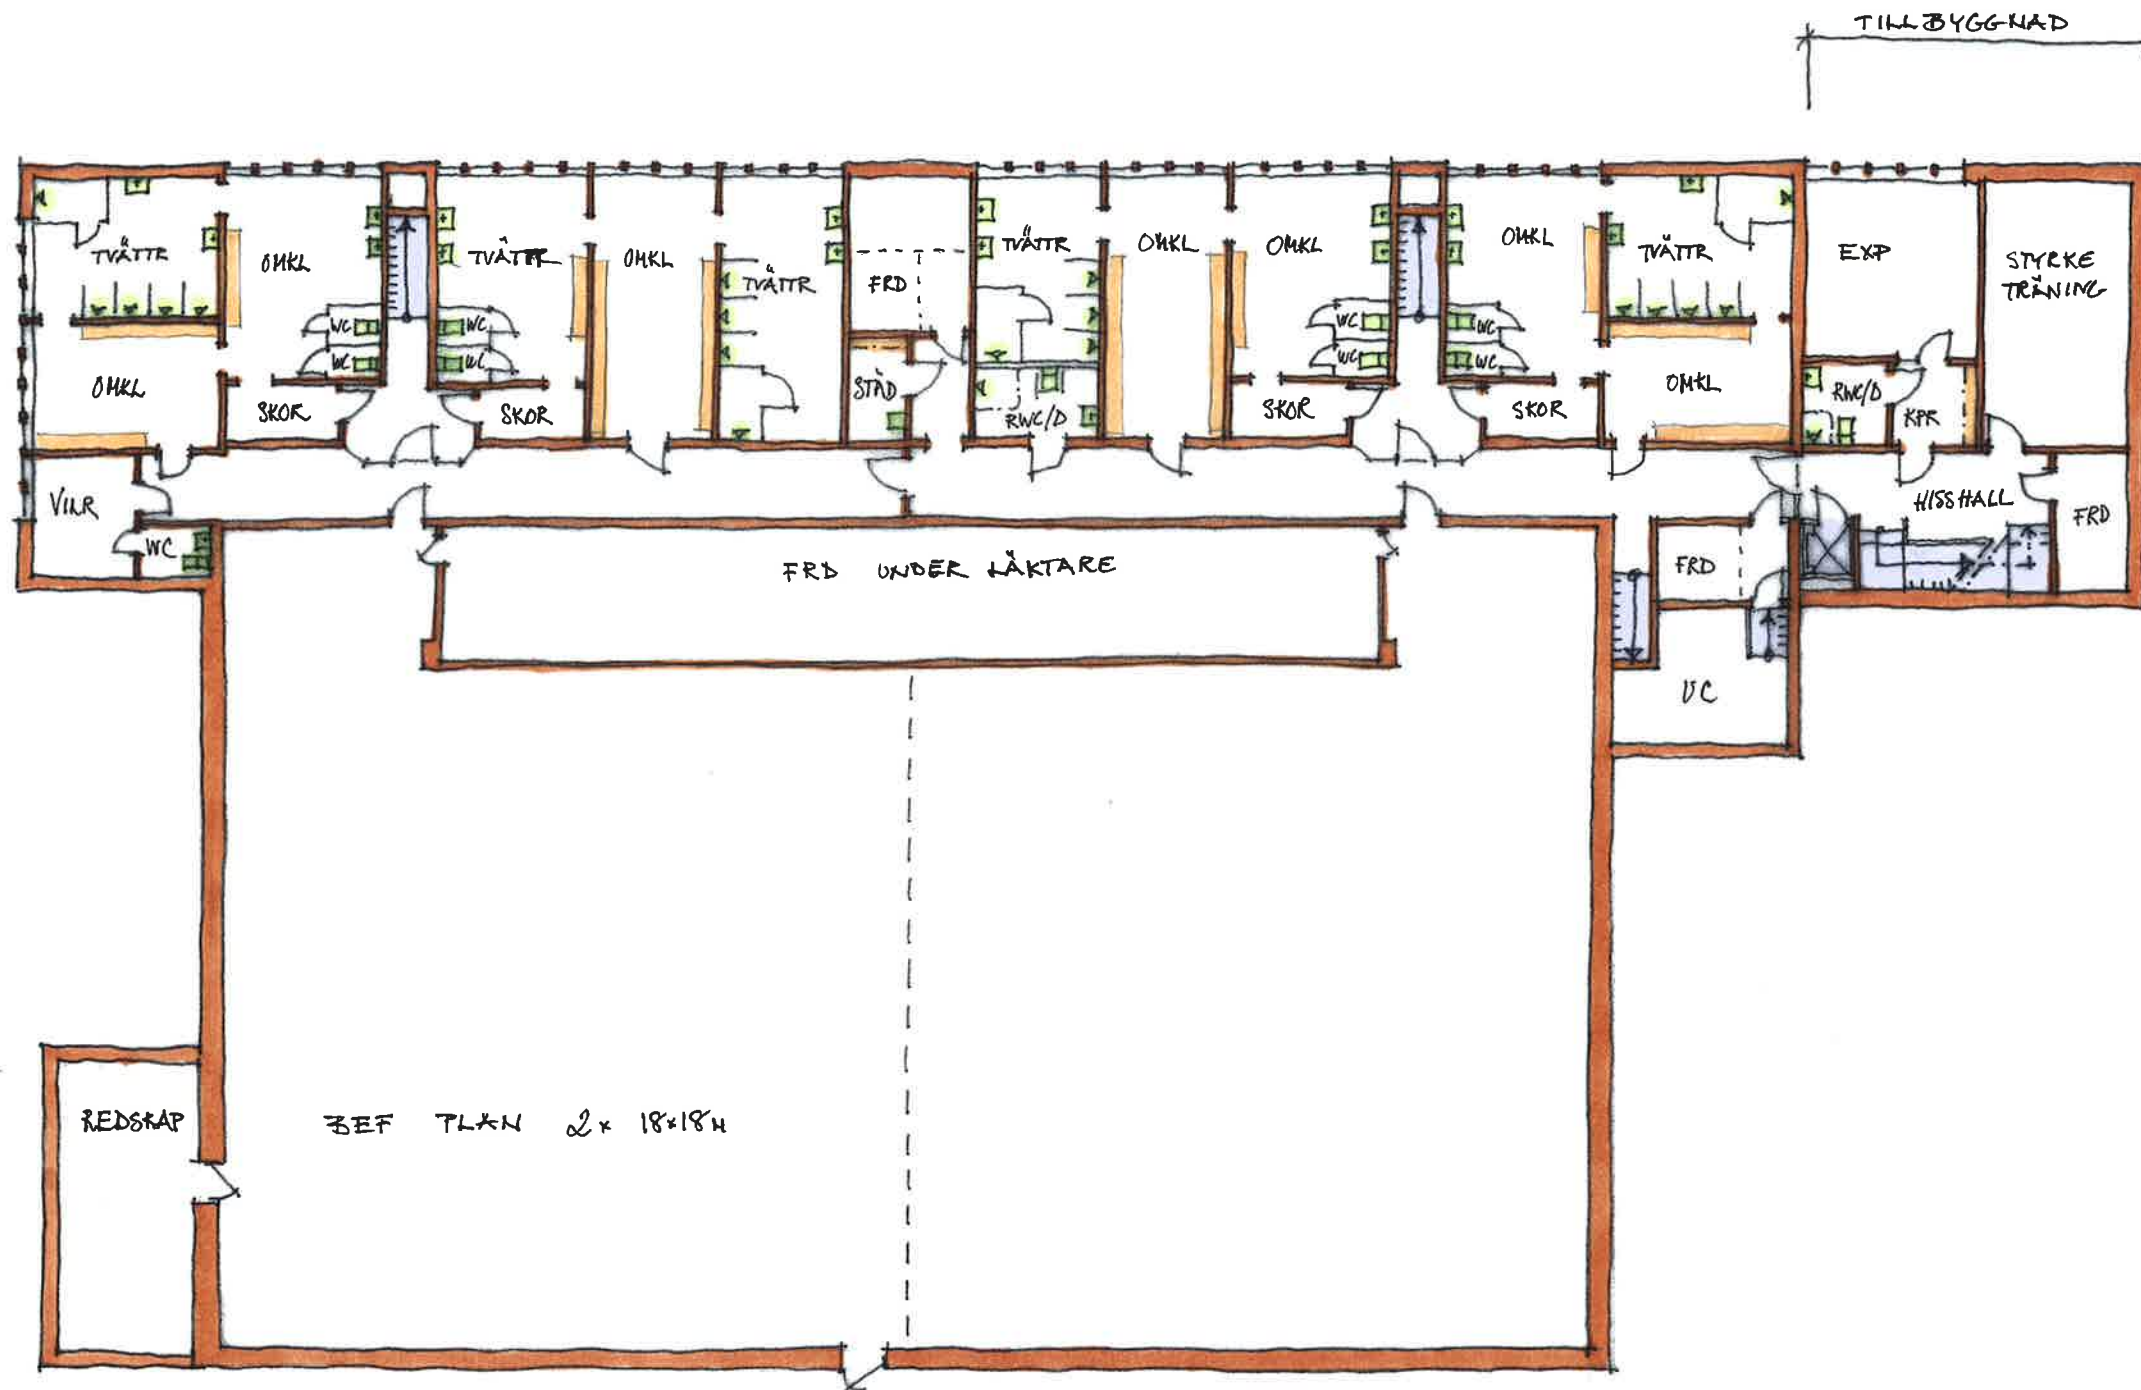 TILLBYGGNAD
TVÄTTR
OMKL
TVÄTTR
OMKL
TVÄTTR
FRD
TVÄTTR
OMKL
OMKL
OMKL
TVÄTTR
EXP
STYRKE
TRÄNING
WC
WC
WC
WC
WC
WC
WC
WC
OMKL
SKOR
SKOR
STÄD
RWC/D
SKOR
SKOR
OMKL
RWC/D
KPR
VILR
WC
HISSHALL
FRD
FRD UNDER LÄKTARE
FRD
UC
REDSKAP
BEF PLAN 2x 18x18 M